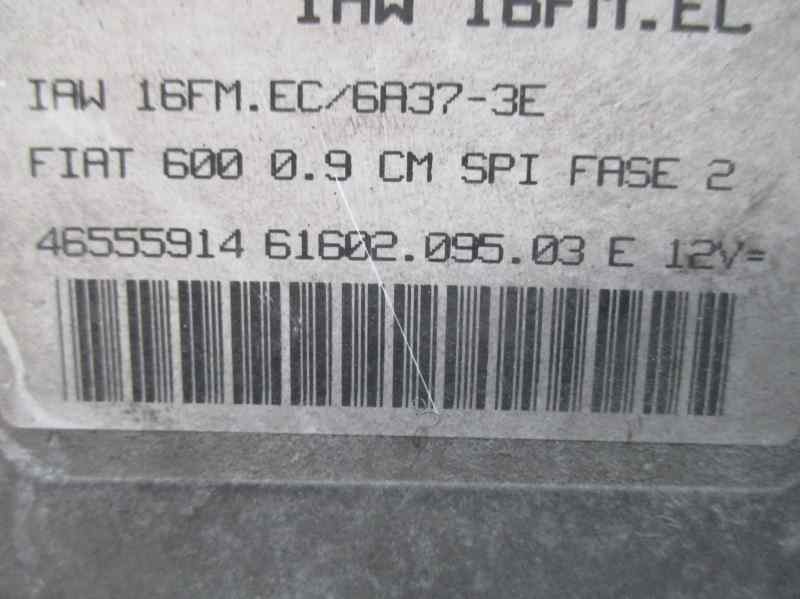 IAW 16FM.EC
IAW 16FM.EC/6A37-3E
FIAT 600 0.9 CM SPI FASE 2
46555914 61602.095.03 E 12V=